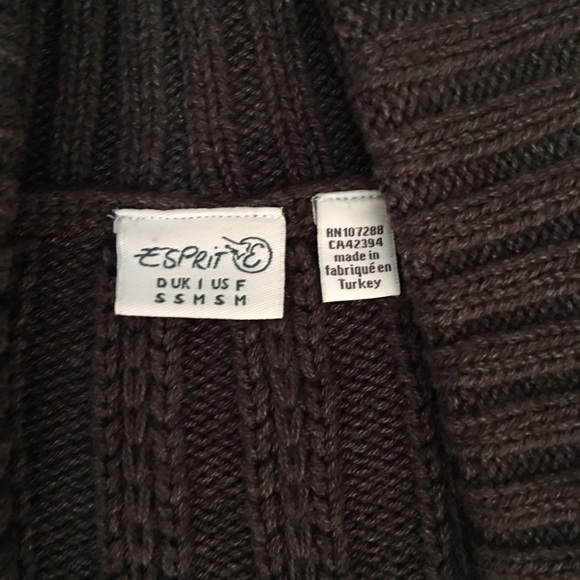 ESPRIT E
D UK I US F
S S M S M
RN107288
CA42394
made in
fabriqué en
Turkey